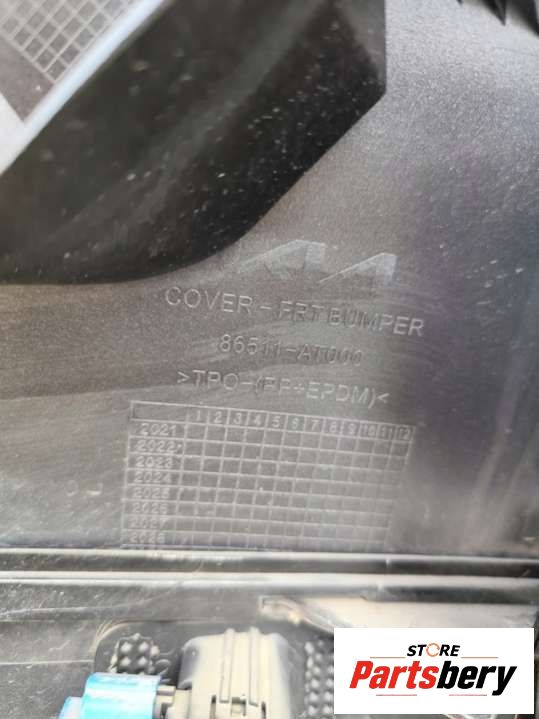 KIA
COVER-FRT BUMPER
86511-AT000
>TPO-(PP+EPDM)<
1 2 3 4 5 6 7 8 9 10 11 12
2021
2022
2023
2024
2025
2026
2027
2028
STORE
Partsbery